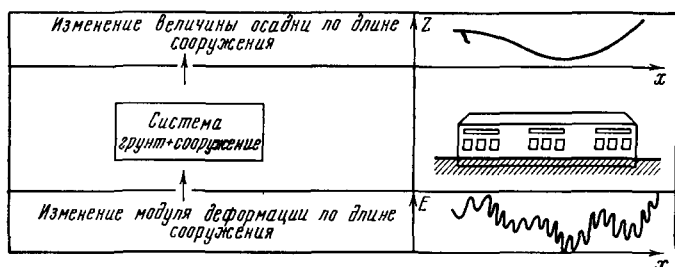 Изменение величины осадки по длине
сооружения
Z
x
Система
грунт+сооружение
Изменение модуля деформации по длине
сооружения
E
x